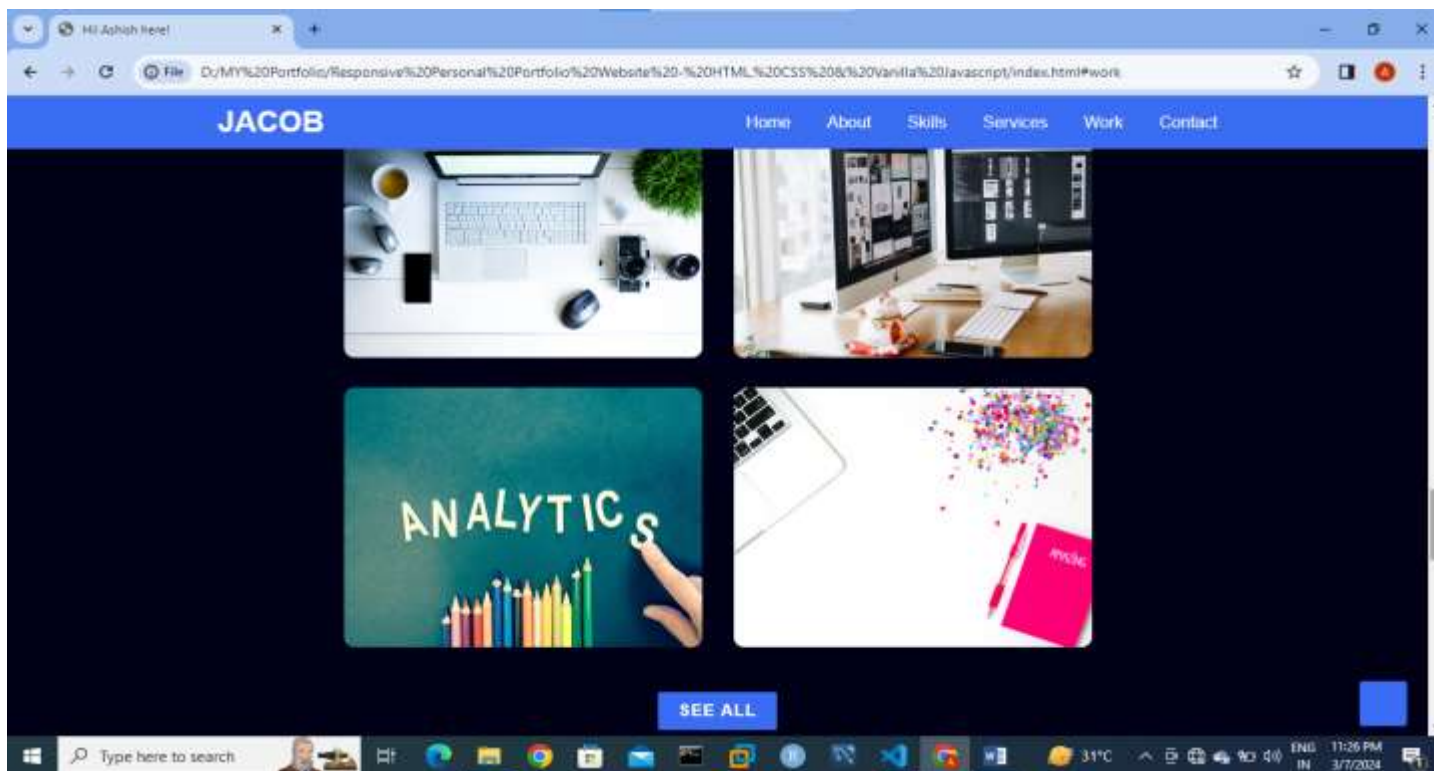 Hi! Ashish here!
File D:/MY%20Portfolio/Responsive%20Personal%20Portfolio%20Website%20-%20HTML%20CSS%20&%20Vanilla%20Javascript/index.html#work
JACOB
Home About Skills Services Work Contact
ANALYTICS
SEE ALL
Type here to search
31°C
ENG 11:26 PM
IN 3/7/2024